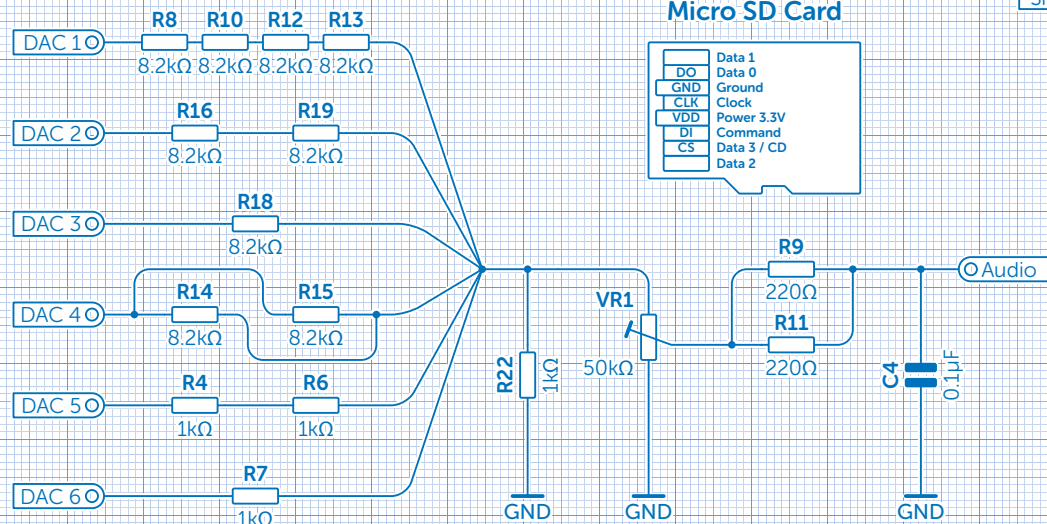 Micro SD Card
R8 R10 R12 R13
DAC 1
8.2kΩ 8.2kΩ 8.2kΩ 8.2kΩ
Data 1
DO Data 0
GND Ground
CLK Clock
VDD Power 3.3V
DI Command
CS Data 3 / CD
Data 2
R16 R19
DAC 2
8.2kΩ 8.2kΩ
R18
DAC 3
8.2kΩ
R14 R15
DAC 4
8.2kΩ 8.2kΩ
R4 R6
DAC 5
1kΩ 1kΩ
R7
DAC 6
1kΩ
R22
1kΩ
GND
VR1
50kΩ
GND
R9
220Ω
R11
220Ω
Audio
C4
0.1µF
GND